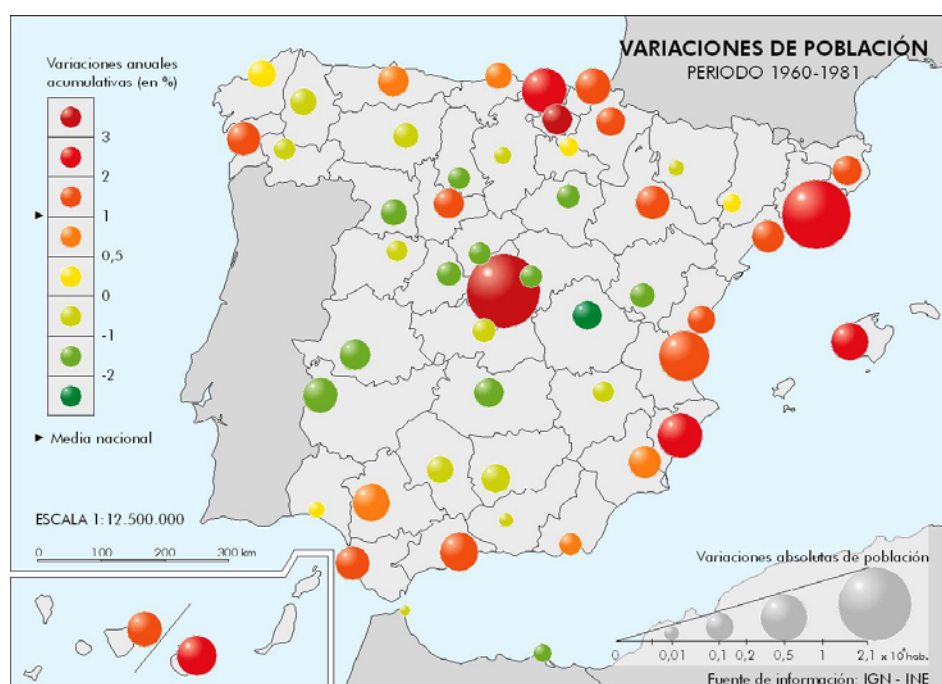 VARIACIONES DE POBLACIÓN
PERIODO 1960-1981
Variaciones anuales
acumulativas (en %)
3
2
1
0,5
0
-1
-2
Media nacional
ESCALA 1:12.500.000
0 100 200 300 km
Variaciones absolutas de población
0 0,01 0,1 0,2 0,5 1 2,1 x 10⁶ hab.
Fuente de información: IGN - INE